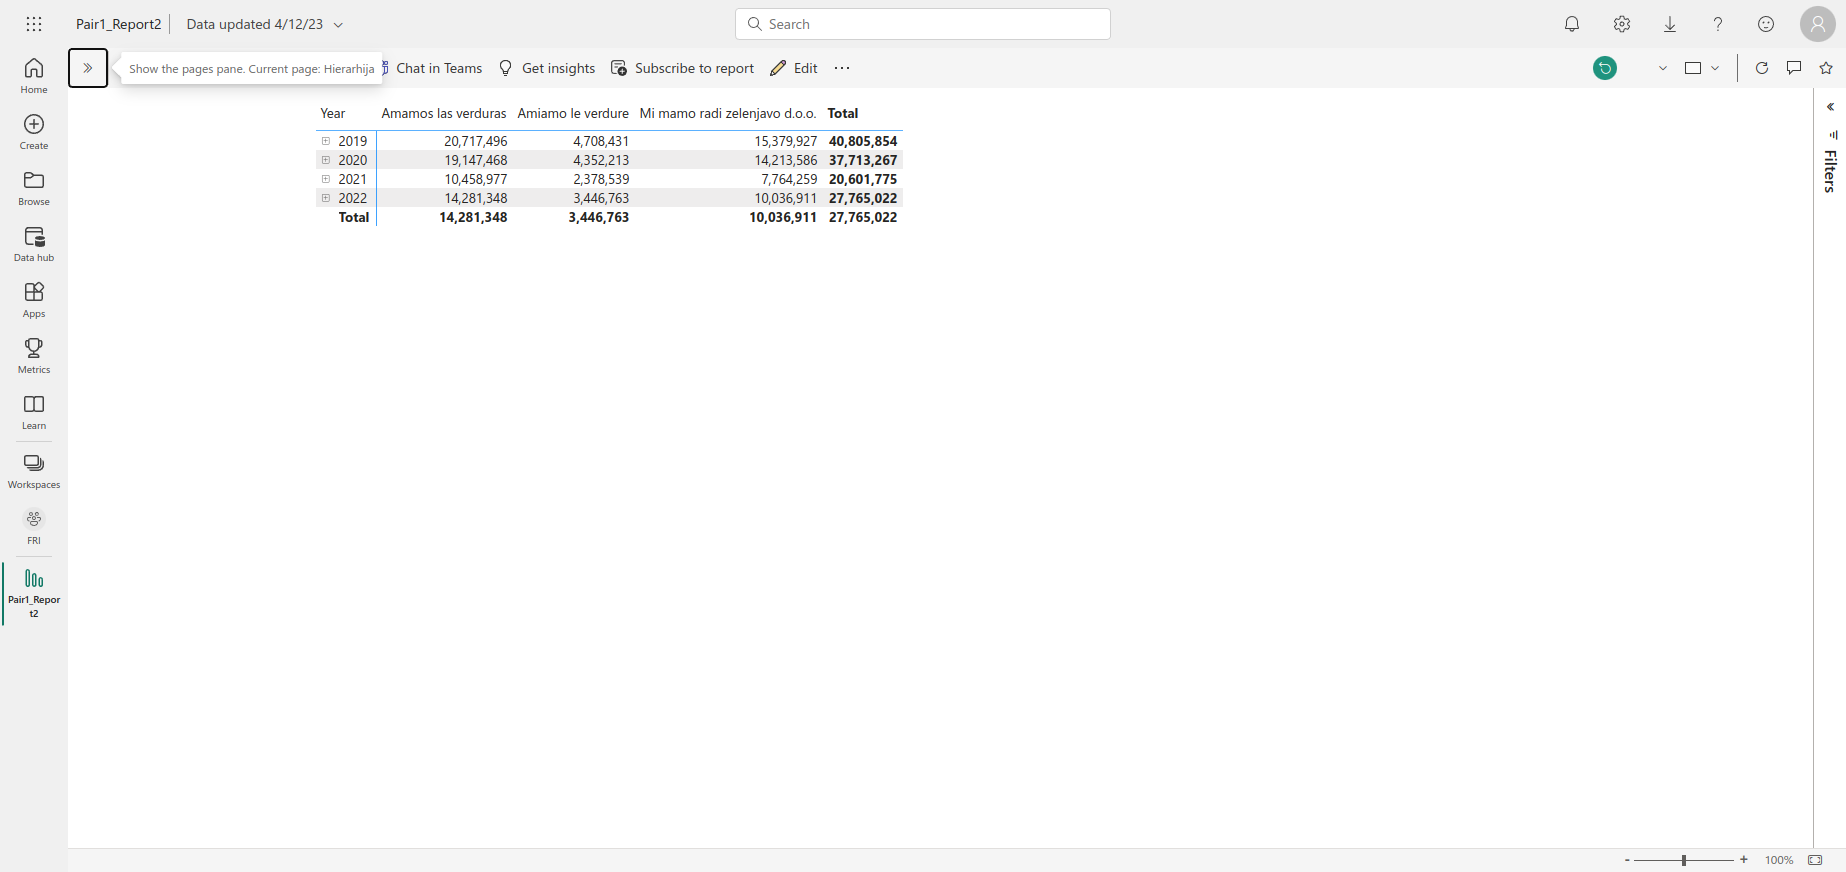 Pair1_Report2 Data updated 4/12/23
Search
Show the pages pane. Current page: Hierarhija
Chat in Teams
Get insights
Subscribe to report
Edit
Home
Create
Browse
Data hub
Apps
Metrics
Learn
Workspaces
FRI
Pair1_Repor
t2
Year Amamos las verduras Amiamo le verdure Mi mamo radi zelenjavo d.o.o. Total
2019 20,717,496 4,708,431 15,379,927 40,805,854
2020 19,147,468 4,352,213 14,213,586 37,713,267
2021 10,458,977 2,378,539 7,764,259 20,601,775
2022 14,281,348 3,446,763 10,036,911 27,765,022
Total 14,281,348 3,446,763 10,036,911 27,765,022
Filters
- + 100%